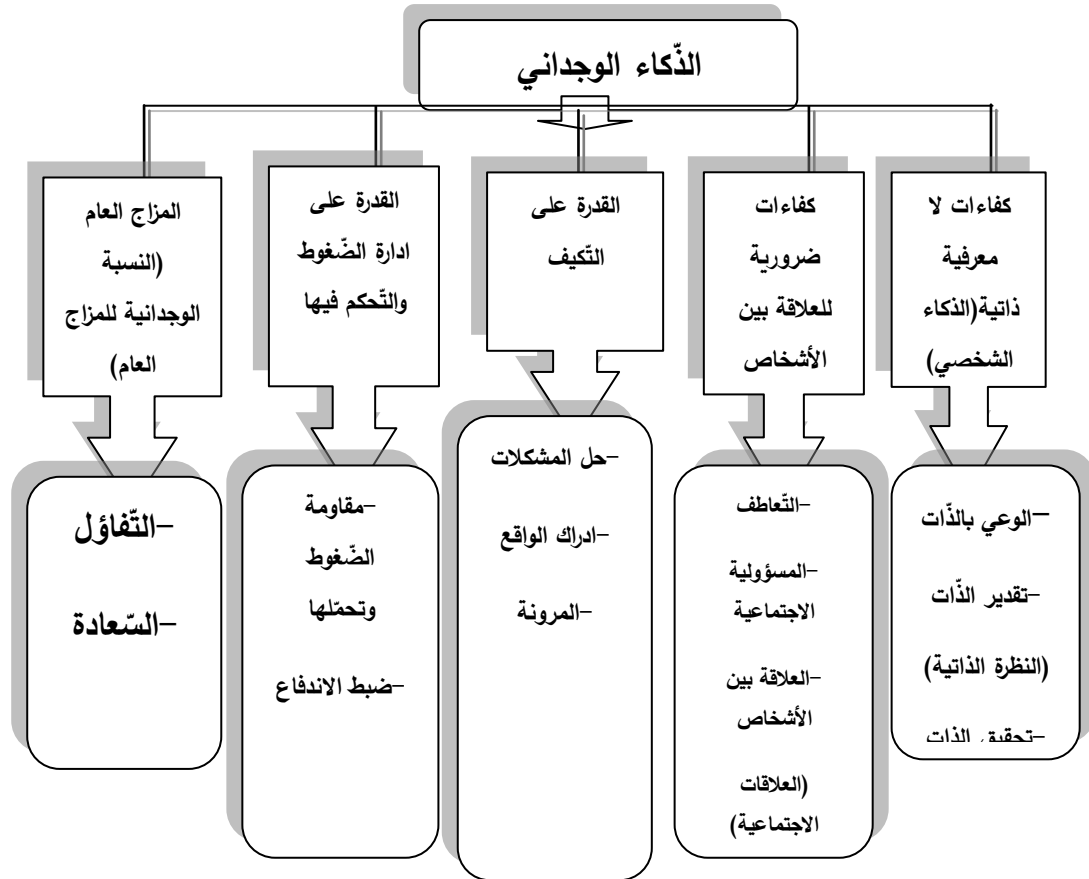 الذّكاء الوجداني
كفاءات لا
معرفية
ذاتية(الذكاء
الشخصي)
كفاءات
ضرورية
للعلاقة بين
الأشخاص
القدرة على
التّكيف
القدرة على
ادارة الضّغوط
والتّحكم فيها
المزاج العام
(النسبة
الوجدانية للمزاج
العام)
–الوعي بالذّات
–تقدير الذّات
(النظرة الذاتية)
–تحقيق الذات
–التّعاطف
–المسؤولية
الاجتماعية
–العلاقة بين
الأشخاص
(العلاقات
الاجتماعية)
–حل المشكلات
–ادراك الواقع
–المرونة
–مقاومة
الضّغوط
وتحمّلها
–ضبط الاندفاع
–التّفاؤل
–السّعادة